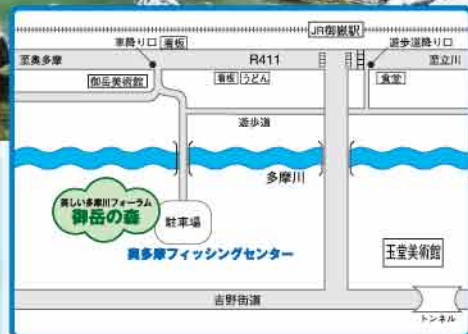 JR御嶽駅
車降り口
看板
遊歩道降り口
至奥多摩
R411
至立川
御岳美術館
看板
うどん
食堂
遊歩道
多摩川
美しい多摩川フォーラム
御岳の森
駐車場
奥多摩フィッシングセンター
玉堂美術館
吉野街道
トンネル